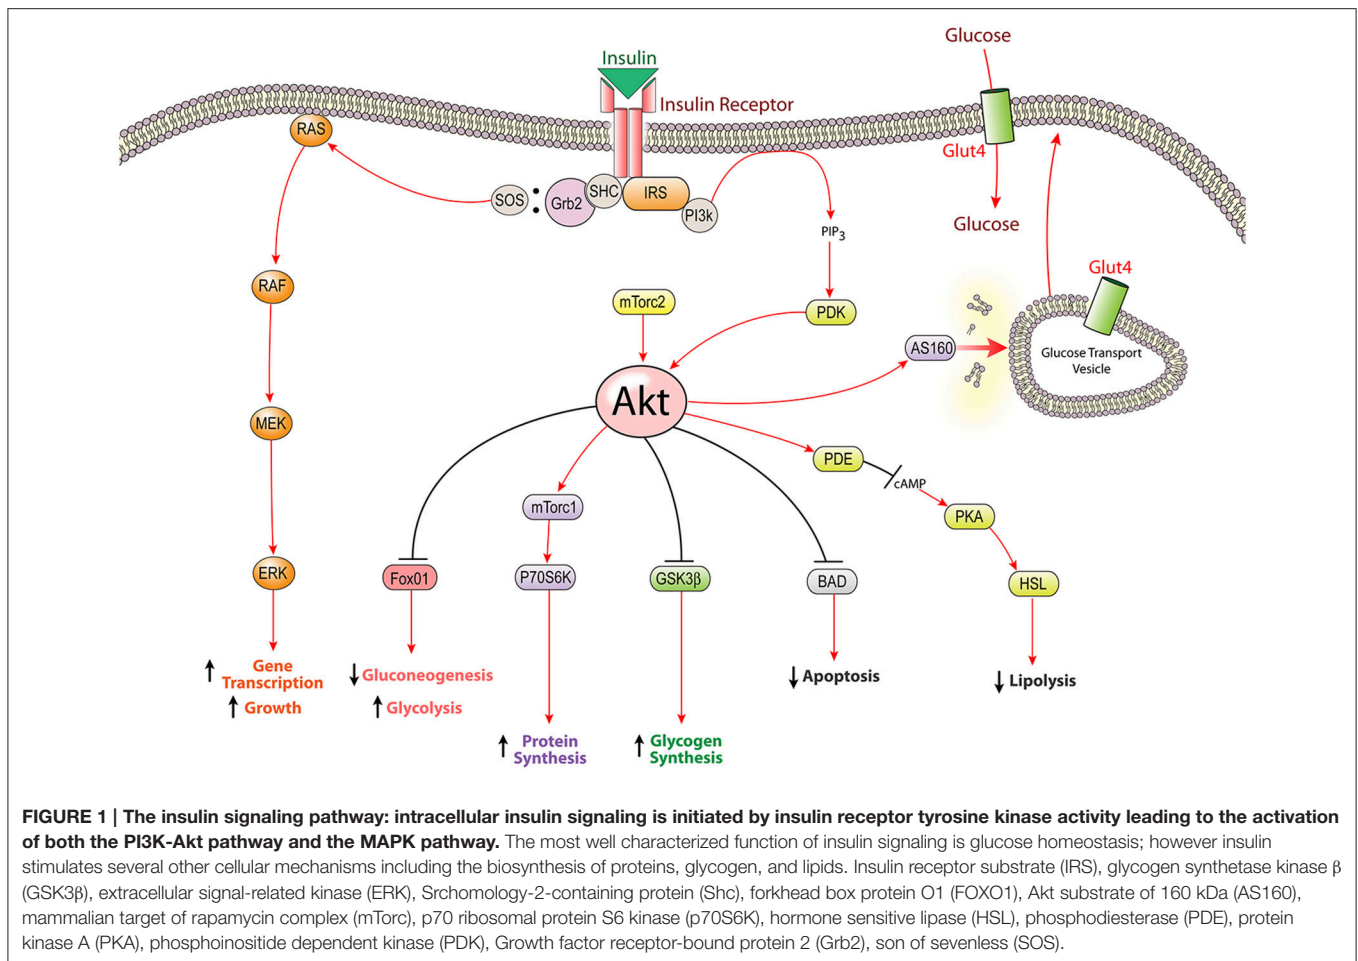 Insulin
Glucose
Insulin Receptor
RAS
Glut4
SOS
:
Grb2
SHC
IRS
PI3k
Glucose
PIP3
RAF
mTorc2
PDK
Glut4
AS160
Glucose Transport
Vesicle
Akt
MEK
PDE
cAMP
mTorc1
PKA
ERK
Fox01
P70S6K
GSK3β
BAD
HSL
Gene
Transcription
Growth
Gluconeogenesis
Glycolysis
Apoptosis
Lipolysis
Protein
Synthesis
Glycogen
Synthesis
FIGURE 1 | The insulin signaling pathway: intracellular insulin signaling is initiated by insulin receptor tyrosine kinase activity leading to the activation
of both the PI3K-Akt pathway and the MAPK pathway. The most well characterized function of insulin signaling is glucose homeostasis; however insulin
stimulates several other cellular mechanisms including the biosynthesis of proteins, glycogen, and lipids. Insulin receptor substrate (IRS), glycogen synthetase kinase β
(GSK3β), extracellular signal-related kinase (ERK), Srchomology-2-containing protein (Shc), forkhead box protein O1 (FOXO1), Akt substrate of 160 kDa (AS160),
mammalian target of rapamycin complex (mTorc), p70 ribosomal protein S6 kinase (p70S6K), hormone sensitive lipase (HSL), phosphodiesterase (PDE), protein
kinase A (PKA), phosphoinositide dependent kinase (PDK), Growth factor receptor-bound protein 2 (Grb2), son of sevenless (SOS).